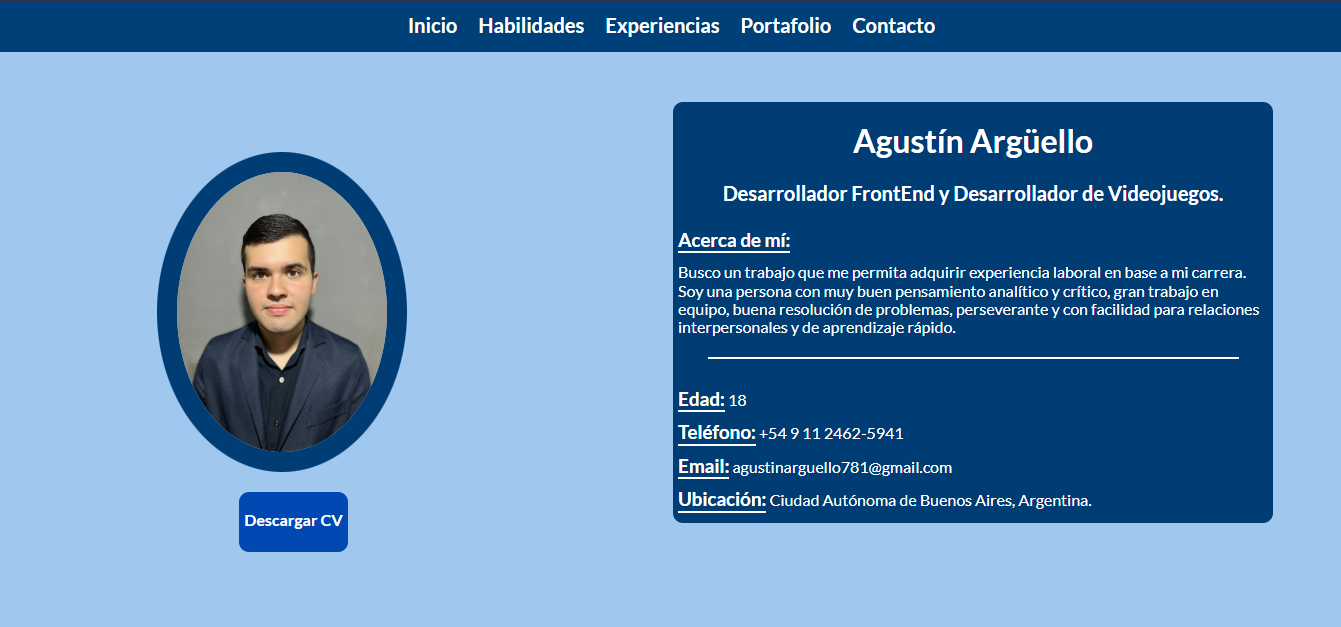 Inicio Habilidades Experiencias Portafolio Contacto
Agustín Argüello
Desarrollador FrontEnd y Desarrollador de Videojuegos.
Acerca de mí:
Busco un trabajo que me permita adquirir experiencia laboral en base a mi carrera.
Soy una persona con muy buen pensamiento analítico y crítico, gran trabajo en
equipo, buena resolución de problemas, perseverante y con facilidad para relaciones
interpersonales y de aprendizaje rápido.
Edad: 18
Teléfono: +54 9 11 2462-5941
Email: agustinarguello781@gmail.com
Ubicación: Ciudad Autónoma de Buenos Aires, Argentina.
Descargar CV